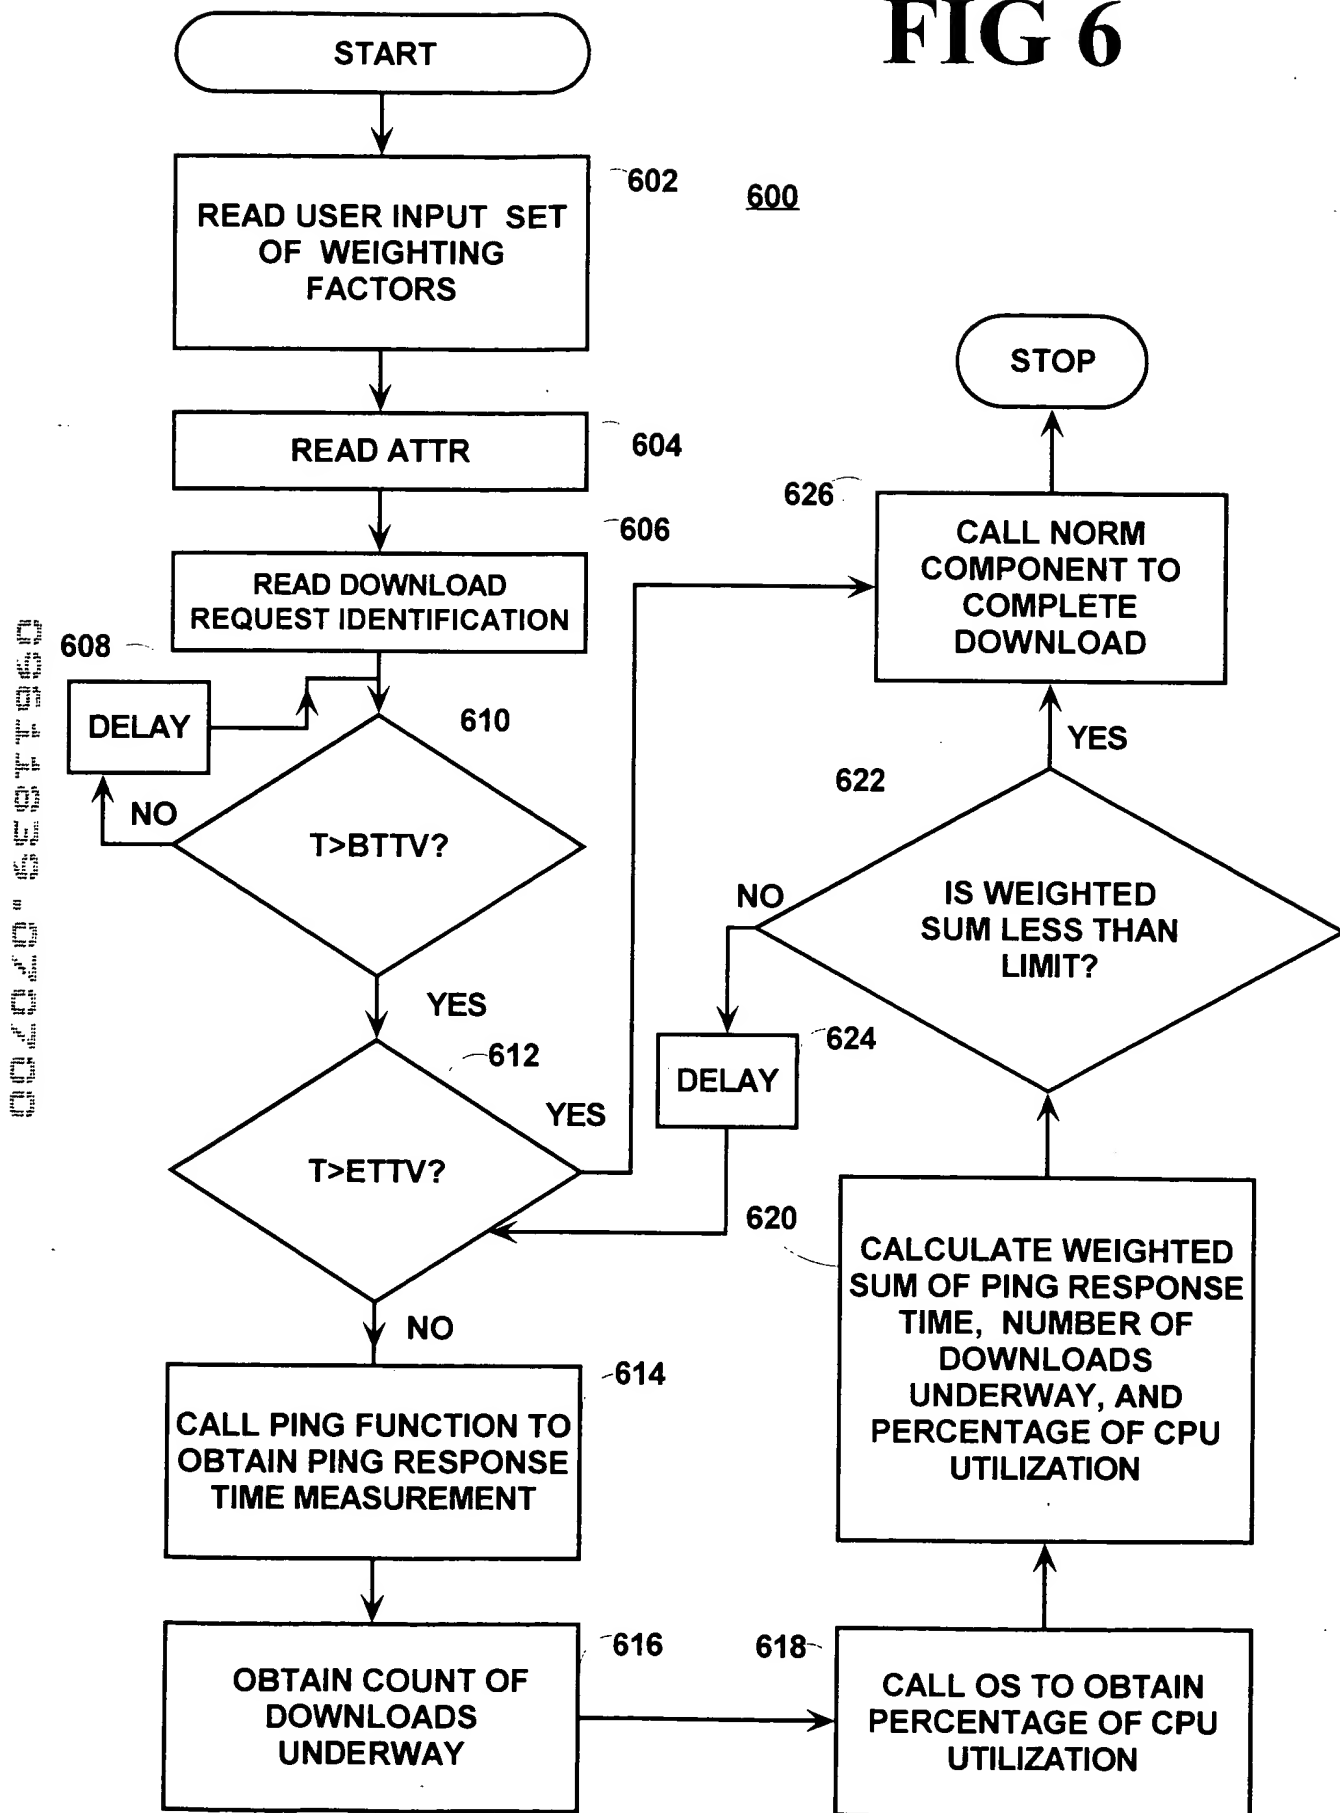 FIG 6
START
602
600
READ USER INPUT SET
OF WEIGHTING
FACTORS
READ ATTR
604
606
READ DOWNLOAD
REQUEST IDENTIFICATION
608
DELAY
610
NO
T>BTTV?
YES
612
YES
T>ETTV?
NO
614
CALL PING FUNCTION TO
OBTAIN PING RESPONSE
TIME MEASUREMENT
616
OBTAIN COUNT OF
DOWNLOADS
UNDERWAY
618
CALL OS TO OBTAIN
PERCENTAGE OF CPU
UTILIZATION
620
CALCULATE WEIGHTED
SUM OF PING RESPONSE
TIME, NUMBER OF
DOWNLOADS
UNDERWAY, AND
PERCENTAGE OF CPU
UTILIZATION
622
IS WEIGHTED
SUM LESS THAN
LIMIT?
NO
624
DELAY
YES
626
CALL NORM
COMPONENT TO
COMPLETE
DOWNLOAD
STOP